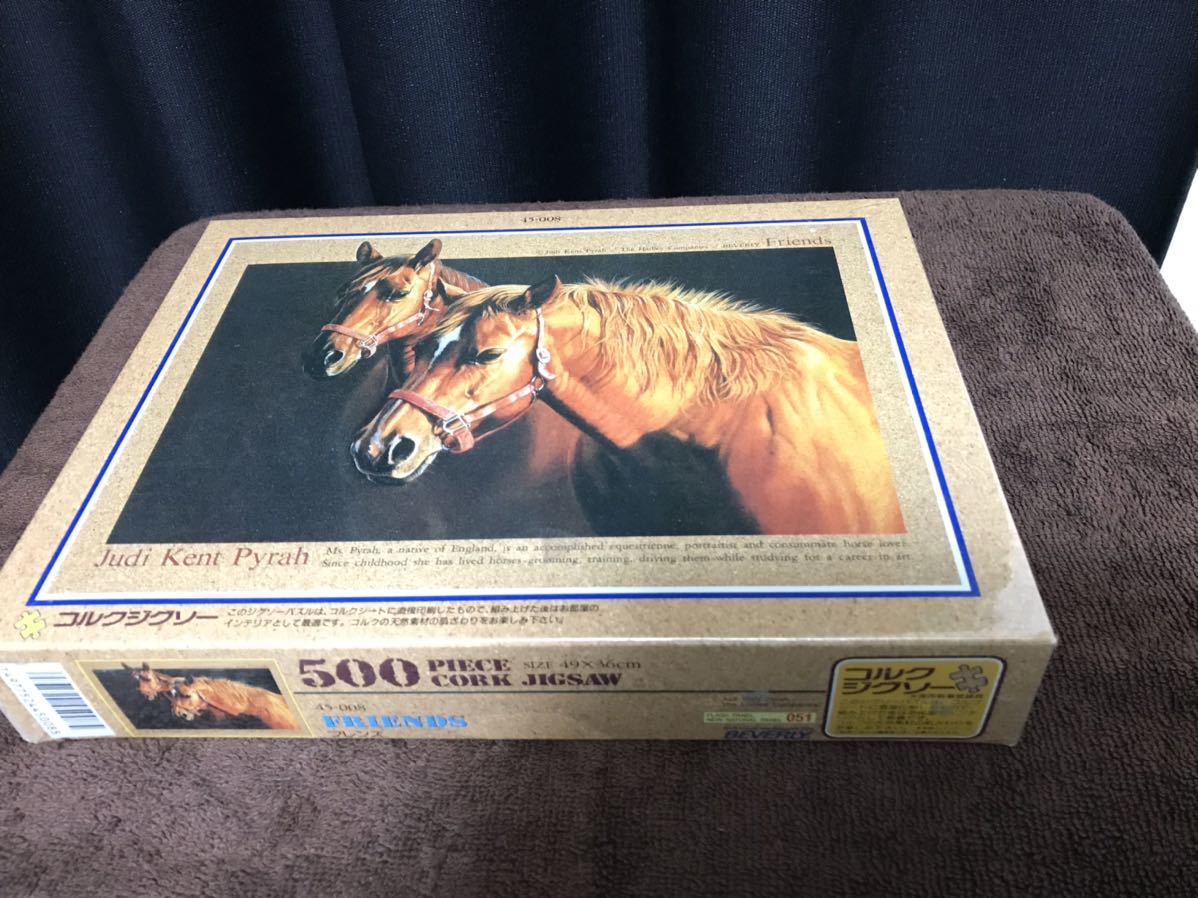 45-008
© Judi Kent Pyrah / The Hadley Companies / BEVERLY Friends
Judi Kent Pyrah
Ms. Pyrah, a native of England, is an accomplished equestrienne, portraitist and consummate horse lover.
Since childhood she has lived horses-grooming, training, driving them-while studying for a career in art.
コルクジグソー
このジグソーパズルは、コルクシートに直接印刷したもので、組み上げた後はお部屋の
インテリアとして最適です。コルクの天然素材の肌ざわりをお楽しみ下さい。
500 PIECE CORK JIGSAW
SIZE 49×36cm
45-008
FRIENDS
フレンズ
051
BEVERLY
コルク
ジグソー